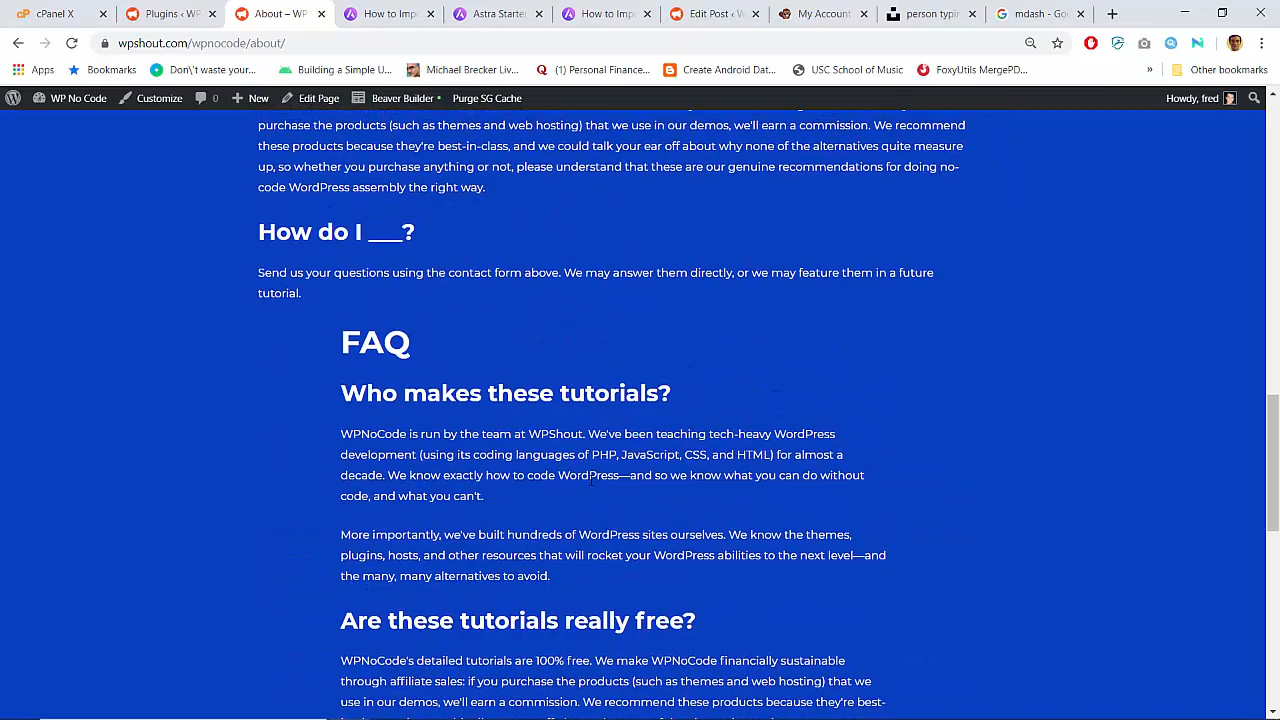 cPanel X
Plugins ‹ WP
About – WP
How to Impo
Astra Starte
How to Impo
Edit Post ‹ W
My Account
person typin
mdash - Goo
wpshout.com/wpnocode/about/
Apps
Bookmarks
Don\'t waste your...
Building a Simple U...
Michael Brecker Liv...
(1) Personal Financ...
Create Android Dat...
USC School of Music
FoxyUtils MergePD...
»
Other bookmarks
WP No Code
Customize
0
New
Edit Page
Beaver Builder
Purge SG Cache
Howdy, fred
purchase the products (such as themes and web hosting) that we use in our demos, we'll earn a commission. We recommend
these products because they're best-in-class, and we could talk your ear off about why none of the alternatives quite measure
up, so whether you purchase anything or not, please understand that these are our genuine recommendations for doing no-
code WordPress assembly the right way.
How do I ___?
Send us your questions using the contact form above. We may answer them directly, or we may feature them in a future
tutorial.
FAQ
Who makes these tutorials?
WPNoCode is run by the team at WPShout. We've been teaching tech-heavy WordPress
development (using its coding languages of PHP, JavaScript, CSS, and HTML) for almost a
decade. We know exactly how to code WordPress—and so we know what you can do without
code, and what you can't.
More importantly, we've built hundreds of WordPress sites ourselves. We know the themes,
plugins, hosts, and other resources that will rocket your WordPress abilities to the next level—and
the many, many alternatives to avoid.
Are these tutorials really free?
WPNoCode's detailed tutorials are 100% free. We make WPNoCode financially sustainable
through affiliate sales: if you purchase the products (such as themes and web hosting) that we
use in our demos, we'll earn a commission. We recommend these products because they're best-